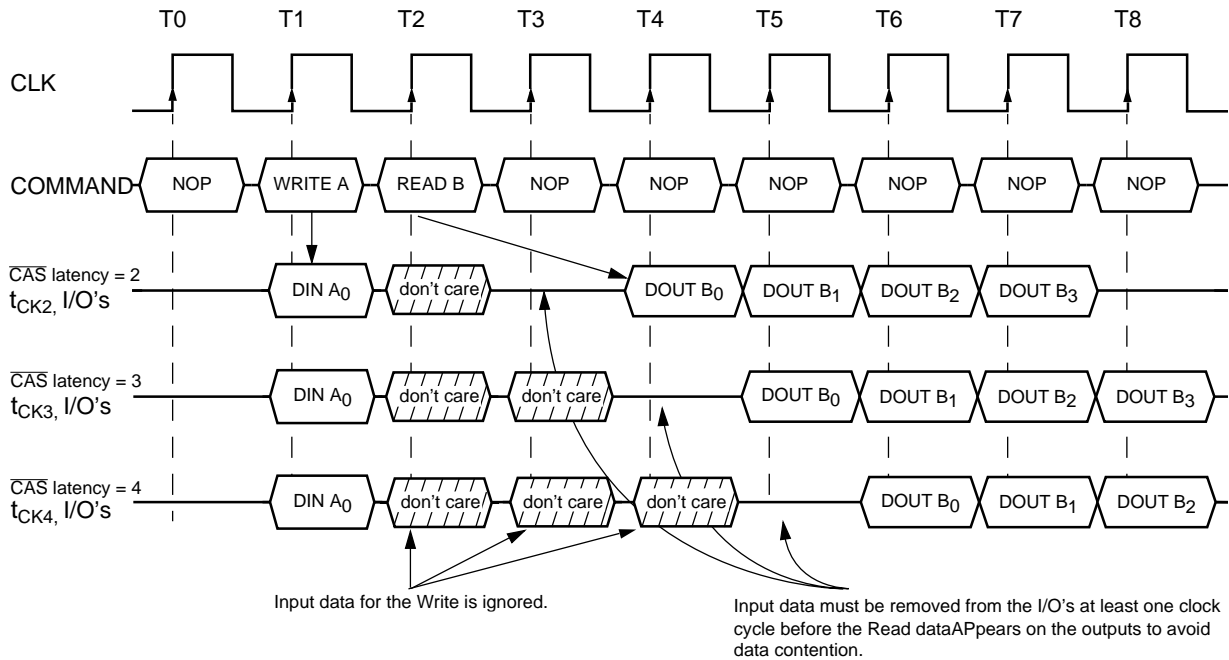 T0 T1 T2 T3 T4 T5 T6 T7 T8
CLK
COMMAND NOP WRITE A READ B NOP NOP NOP NOP NOP NOP
CAS latency = 2
tCK2, I/O's DIN A0 don't care DOUT B0 DOUT B1 DOUT B2 DOUT B3
CAS latency = 3
tCK3, I/O's DIN A0 don't care don't care DOUT B0 DOUT B1 DOUT B2 DOUT B3
CAS latency = 4
tCK4, I/O's DIN A0 don't care don't care don't care DOUT B0 DOUT B1 DOUT B2
Input data for the Write is ignored.
Input data must be removed from the I/O's at least one clock
cycle before the Read dataAPpears on the outputs to avoid
data contention.